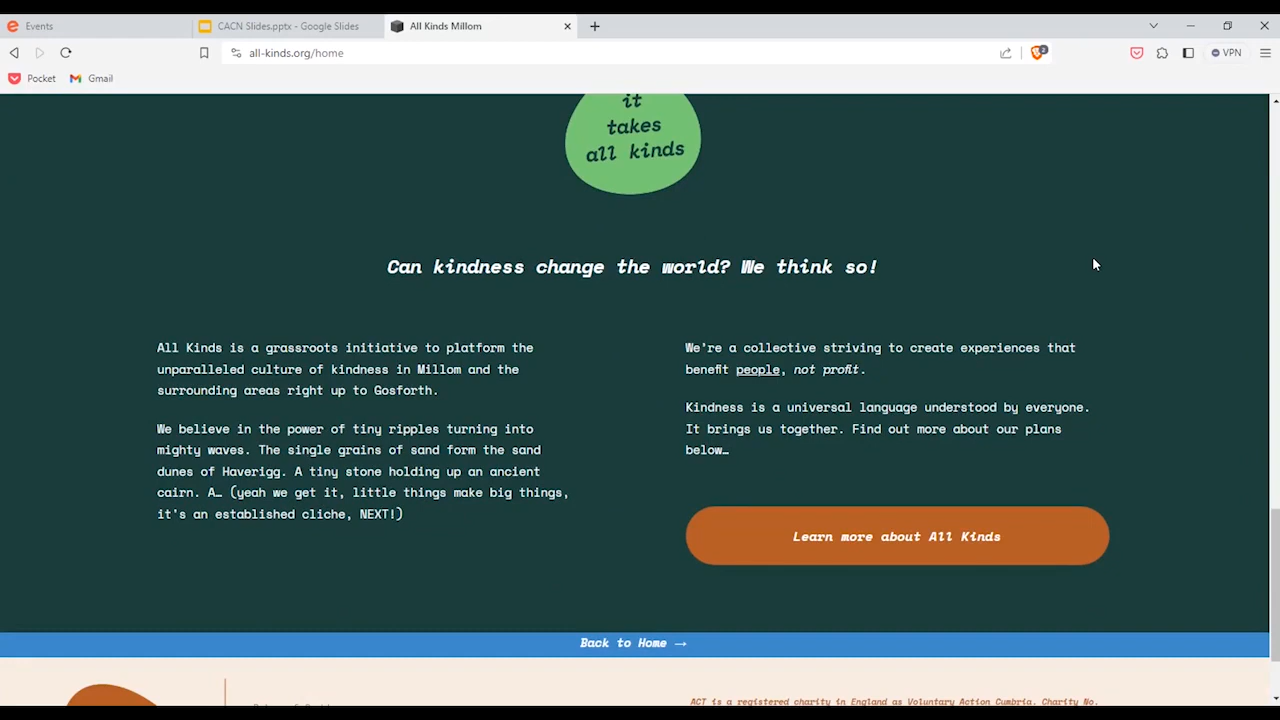 Events
CACN Slides.pptx - Google Slides
All Kinds Millom
all-kinds.org/home
2
VPN
Pocket
Gmail
it
takes
all kinds
Can kindness change the world? We think so!
All Kinds is a grassroots initiative to platform the
unparalleled culture of kindness in Millom and the
surrounding areas right up to Gosforth.
We believe in the power of tiny ripples turning into
mighty waves. The single grains of sand form the sand
dunes of Haverigg. A tiny stone holding up an ancient
cairn. A… (yeah we get it, little things make big things,
it's an established cliche, NEXT!)
We're a collective striving to create experiences that
benefit people, not profit.
Kindness is a universal language understood by everyone.
It brings us together. Find out more about our plans
below…
Learn more about All Kinds
Back to Home →
ACT is a registered charity in England as Voluntary Action Cumbria. Charity No.